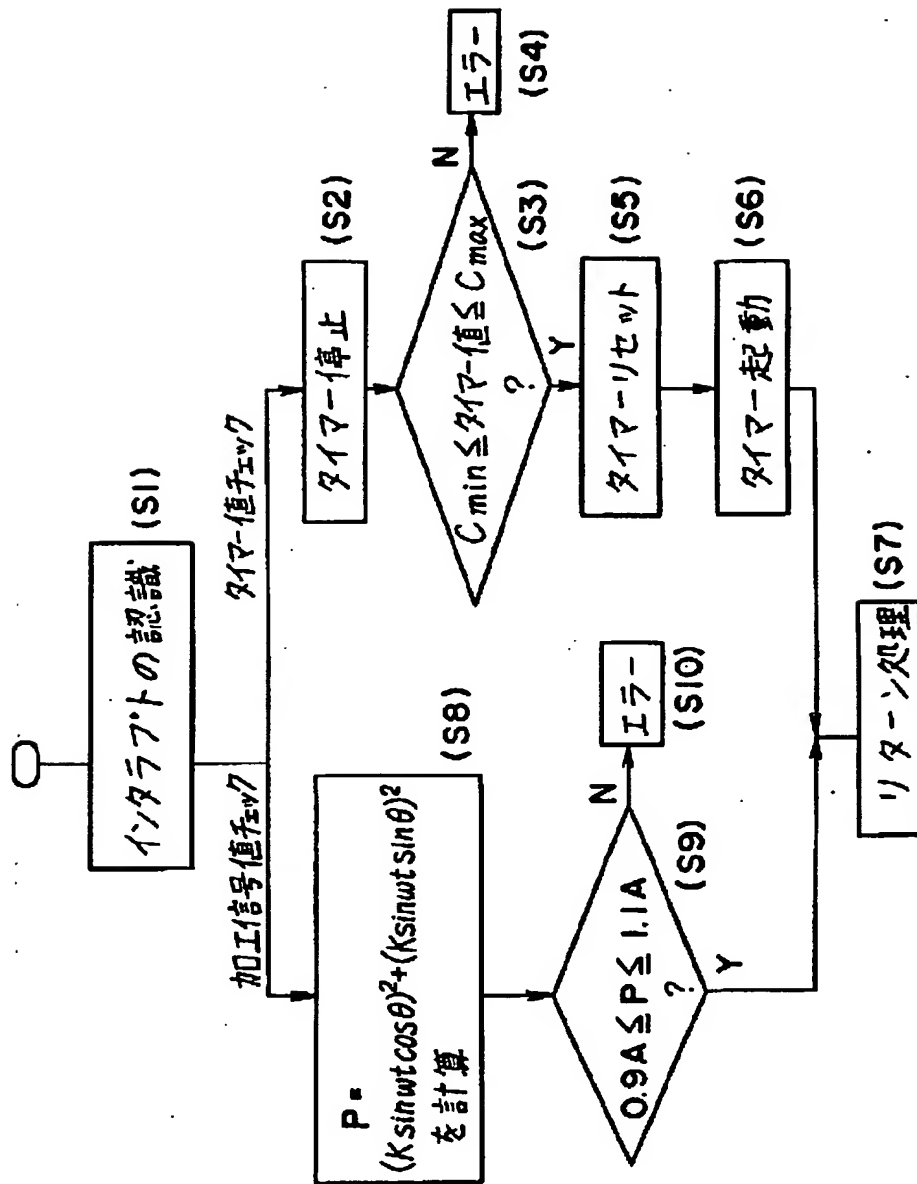 インタラプトの認識
(S1)
加工信号値チェック
タイマー値チェック
P=
(Ksinwtcosθ)²+(Ksinwtsinθ)²
を計算
(S8)
0.9A≦P≦1.1A
?
(S9)
N
エラー
(S10)
Y
タイマー停止
(S2)
Cmin≦タイマー値≦Cmax
?
(S3)
N
エラー
(S4)
Y
タイマーリセット
(S5)
タイマー起動
(S6)
リターン処理
(S7)